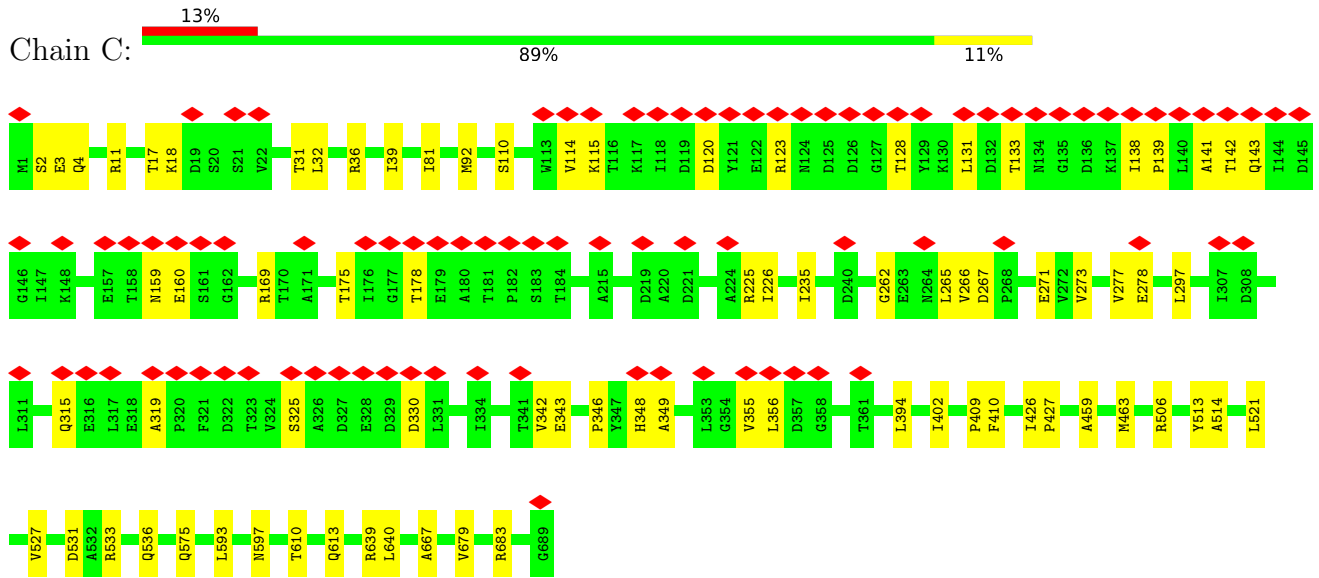 13%
Chain C:
89%
11%
M1 S2 E3 Q4 R11 T17 K18 D19 S20 S21 V22 T31 L32 R36 I39 I81 M92 S110 W113 V114 K115 T116 K117 I118 D119 D120 Y121 E122 R123 N124 D125 D126 G127 T128 Y129 K130 L131 D132 T133 N134 G135 D136 K137 I138 P139 L140 A141 T142 Q143 I144 D145
G146 I147 K148 E157 T158 N159 E160 S161 G162 R169 T170 A171 T175 I176 G177 T178 E179 A180 T181 P182 S183 T184 A215 D219 A220 D221 A224 R225 I226 I235 D240 G262 E263 N264 L265 V266 D267 P268 E271 V272 V273 V277 E278 L297 I307 D308
L311 Q315 E316 L317 E318 A319 P320 F321 D322 T323 V324 S325 A326 D327 E328 D329 D330 L331 I334 T341 V342 E343 P346 Y347 H348 A349 L353 G354 V355 L356 D357 G358 T361 L394 I402 P409 F410 I426 P427 A459 M463 R506 Y513 A514 L521
V527 D531 A532 R533 Q536 Q575 L593 N597 T610 Q613 R639 L640 A667 V679 R683 G689